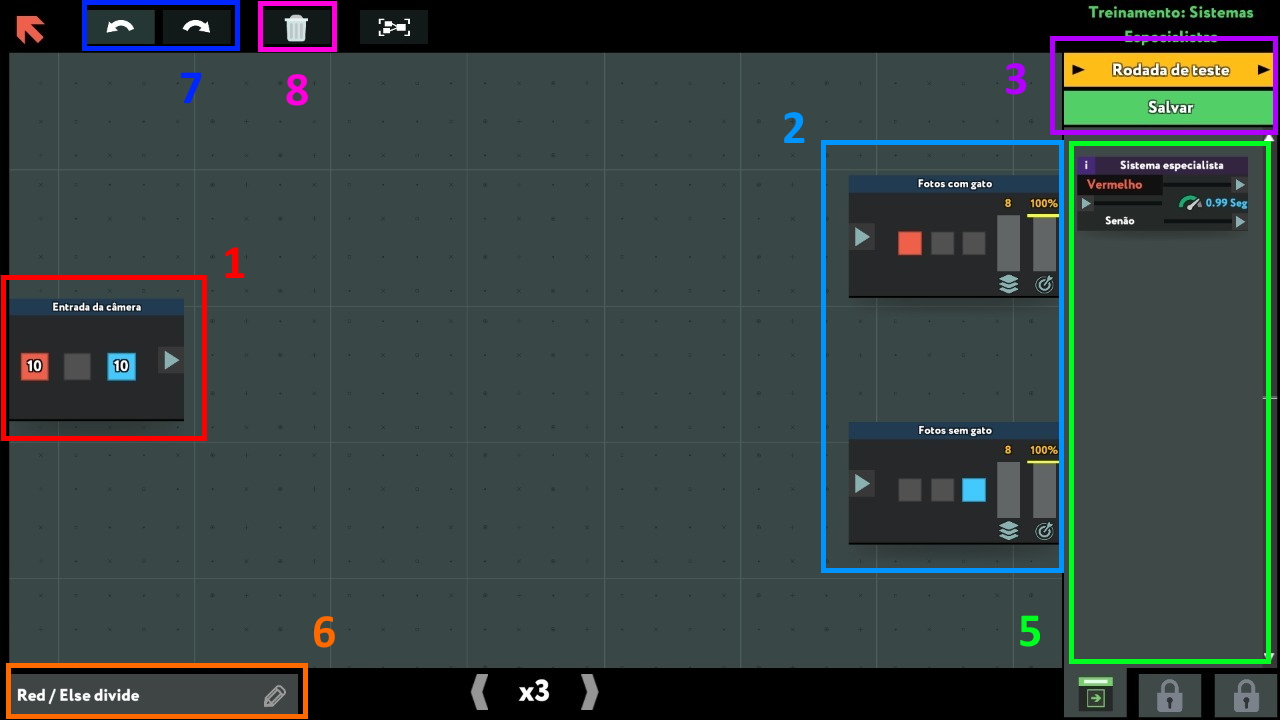 Treinamento: Sistemas
Especialistas
7
8
3
Rodada de teste
Salvar
2
Fotos com gato
8 100%
i Sistema especialista
Vermelho
0.99 Seg
Senão
1
Entrada da câmera
10 10
Fotos sem gato
8 100%
6
5
Red / Else divide
x3